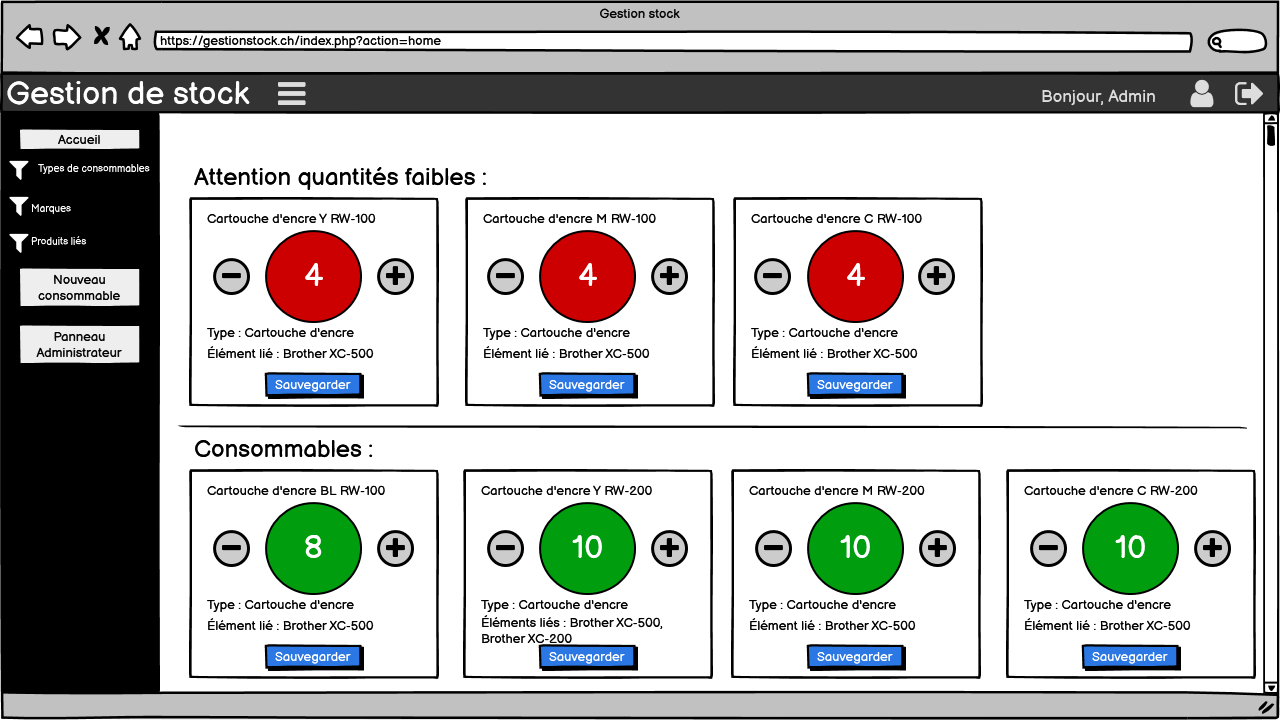 Gestion stock
https://gestionstock.ch/index.php?action=home
Gestion de stock
Bonjour, Admin
Accueil
Types de consommables
Marques
Produits liés
Nouveau
consommable
Panneau
Administrateur
Attention quantités faibles :
Cartouche d'encre Y RW-100
4
Type : Cartouche d'encre
Élément lié : Brother XC-500
Sauvegarder
Cartouche d'encre M RW-100
4
Type : Cartouche d'encre
Élément lié : Brother XC-500
Sauvegarder
Cartouche d'encre C RW-100
4
Type : Cartouche d'encre
Élément lié : Brother XC-500
Sauvegarder
Consommables :
Cartouche d'encre BL RW-100
8
Type : Cartouche d'encre
Élément lié : Brother XC-500
Sauvegarder
Cartouche d'encre Y RW-200
10
Type : Cartouche d'encre
Éléments liés : Brother XC-500,
Brother XC-200
Sauvegarder
Cartouche d'encre M RW-200
10
Type : Cartouche d'encre
Élément lié : Brother XC-500
Sauvegarder
Cartouche d'encre C RW-200
10
Type : Cartouche d'encre
Élément lié : Brother XC-500
Sauvegarder